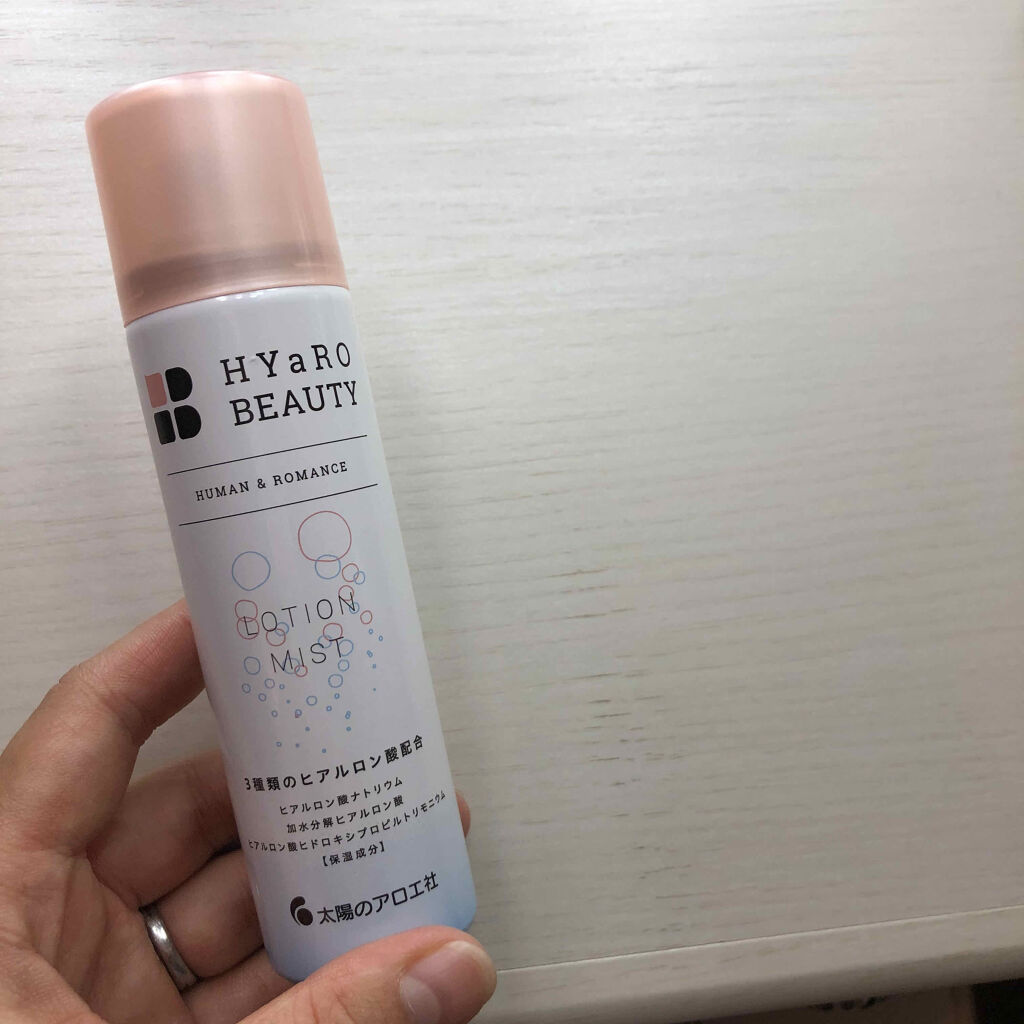 HYaRO
BEAUTY
HUMAN & ROMANCE
LOTION
MIST
3種類のヒアルロン酸配合
ヒアルロン酸ナトリウム
加水分解ヒアルロン酸
ヒアルロン酸ヒドロキシプロピルトリモニウム
【保湿成分】
太陽のアロエ社